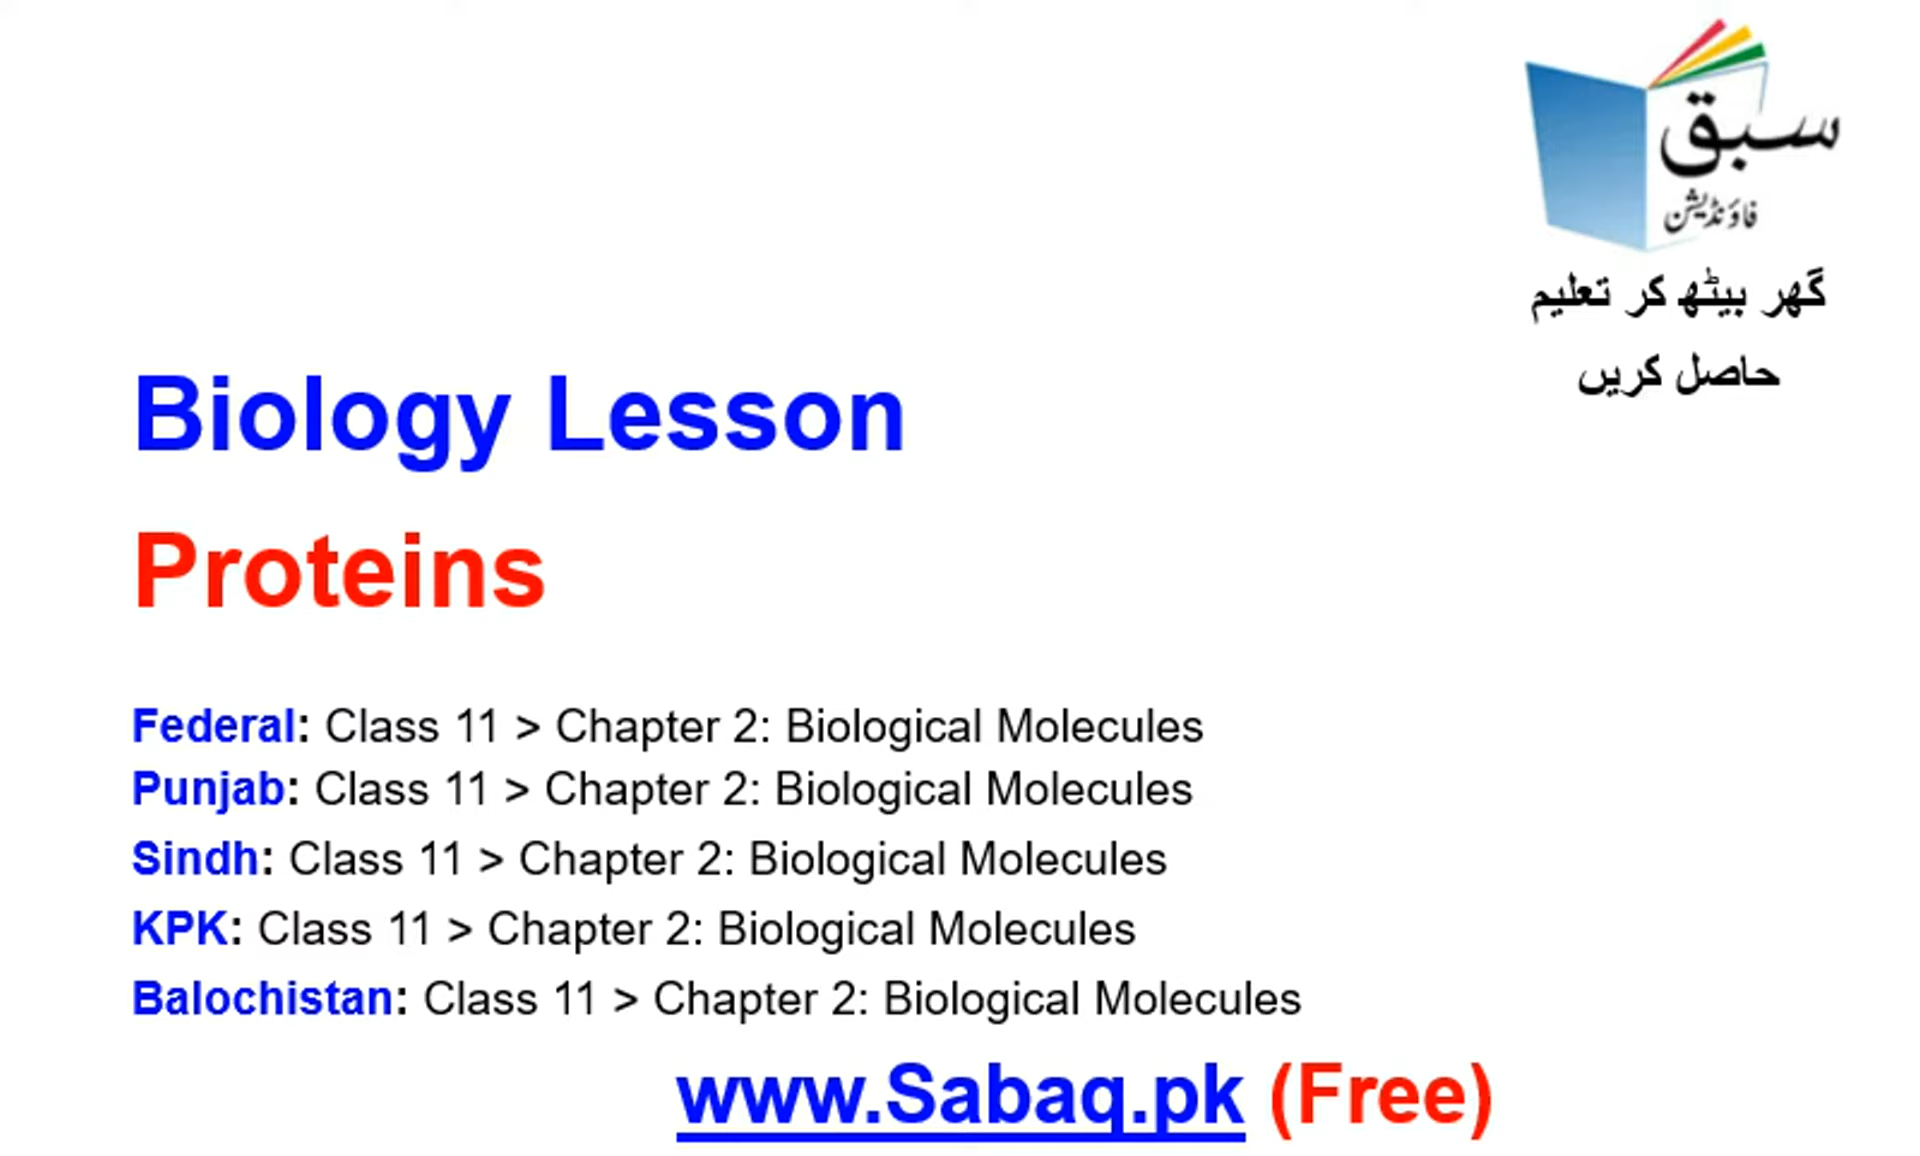 سبق
فاؤنڈیشن
گھر بیٹھ کر تعلیم
حاصل کریں
Biology Lesson
Proteins
Federal: Class 11 > Chapter 2: Biological Molecules
Punjab: Class 11 > Chapter 2: Biological Molecules
Sindh: Class 11 > Chapter 2: Biological Molecules
KPK: Class 11 > Chapter 2: Biological Molecules
Balochistan: Class 11 > Chapter 2: Biological Molecules
www.Sabaq.pk (Free)